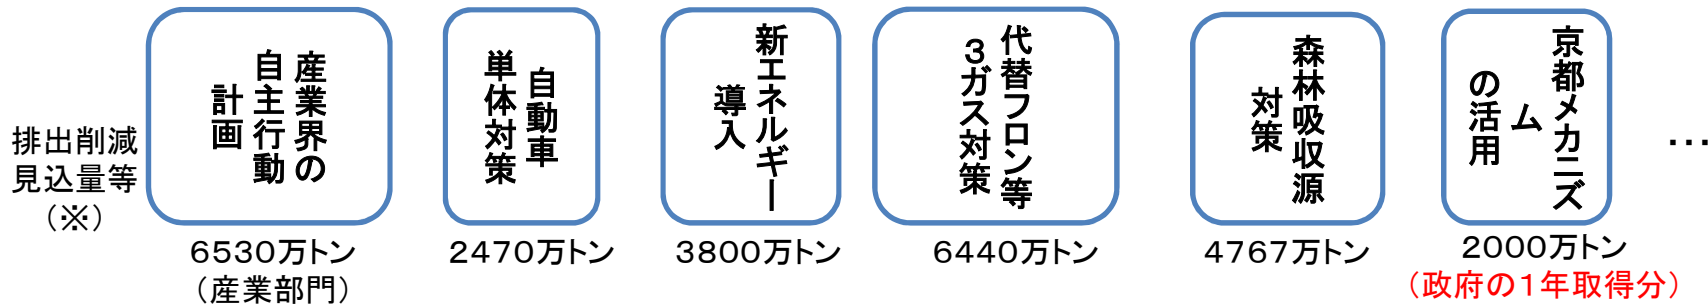 排出削減
見込量等
（※）
産業界の
自主行動
計画
6530万トン
（産業部門）
自動車
単体対策
2470万トン
新エネルギー
導入
3800万トン
代替フロン等
３ガス対策
6440万トン
森林吸収源
対策
4767万トン
京都メカニズ
ム
の活用
2000万トン
（政府の１年取得分）
…